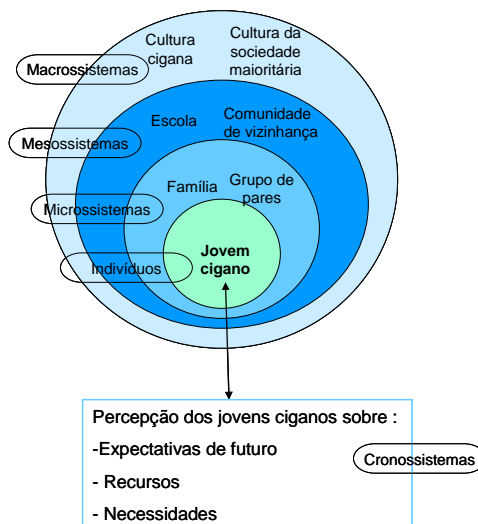 Cultura
cigana
Cultura da
sociedade
maioritária
Macrossistemas
Escola
Comunidade
de vizinhança
Mesossistemas
Família
Grupo de
pares
Microssistemas
Jovem
cigano
Indivíduos
Percepção dos jovens ciganos sobre :
-Expectativas de futuro
- Recursos
- Necessidades
Cronossistemas